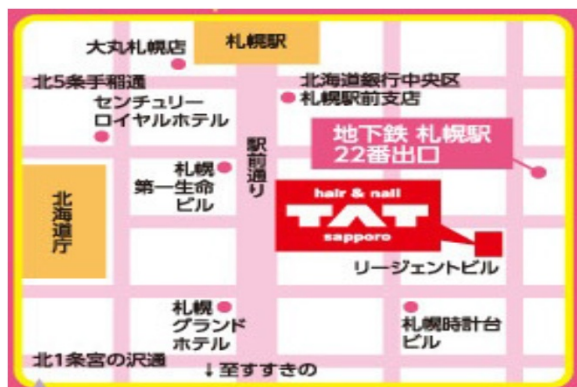 札幌駅
大丸札幌店
北5条手稲通
北海道銀行中央区
札幌駅前支店
センチュリー
ロイヤルホテル
地下鉄 札幌駅
22番出口
駅前通り
札幌
第一生命
ビル
北海道庁
hair & nail
TAT
sapporo
リージェントビル
札幌
グランド
ホテル
札幌時計台
ビル
北1条宮の沢通
↓至すすきの